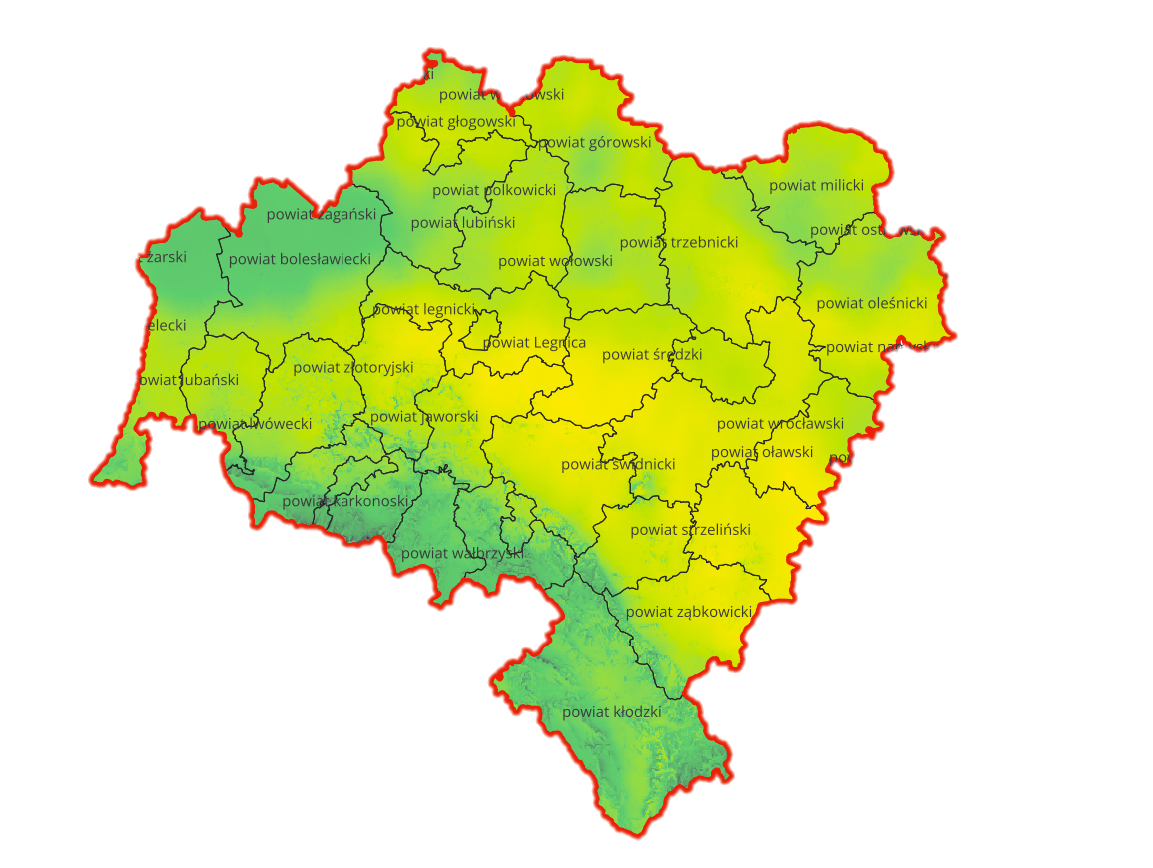 powiat głogowski
powiat górowski
powiat milicki
powiat polkowicki
powiat żagański
powiat lubiński
powiat trzebnicki
żarski
powiat bolesławiecki
powiat wołowski
powiat oleśnicki
powiat legnicki
elecki
powiat Legnica
powiat średzki
powiat złotoryjski
powiat lubański
powiat jaworski
powiat lwówecki
powiat wrocławski
powiat oławski
powiat świdnicki
powiat karkonoski
powiat strzeliński
powiat wałbrzyski
powiat ząbkowicki
powiat kłodzki